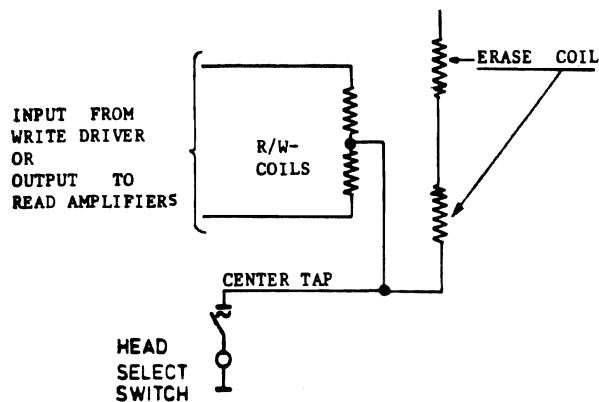 INPUT FROM
WRITE DRIVER
OR
OUTPUT TO
READ AMPLIFIERS
R/W-
COILS
ERASE COIL
CENTER TAP
HEAD
SELECT
SWITCH